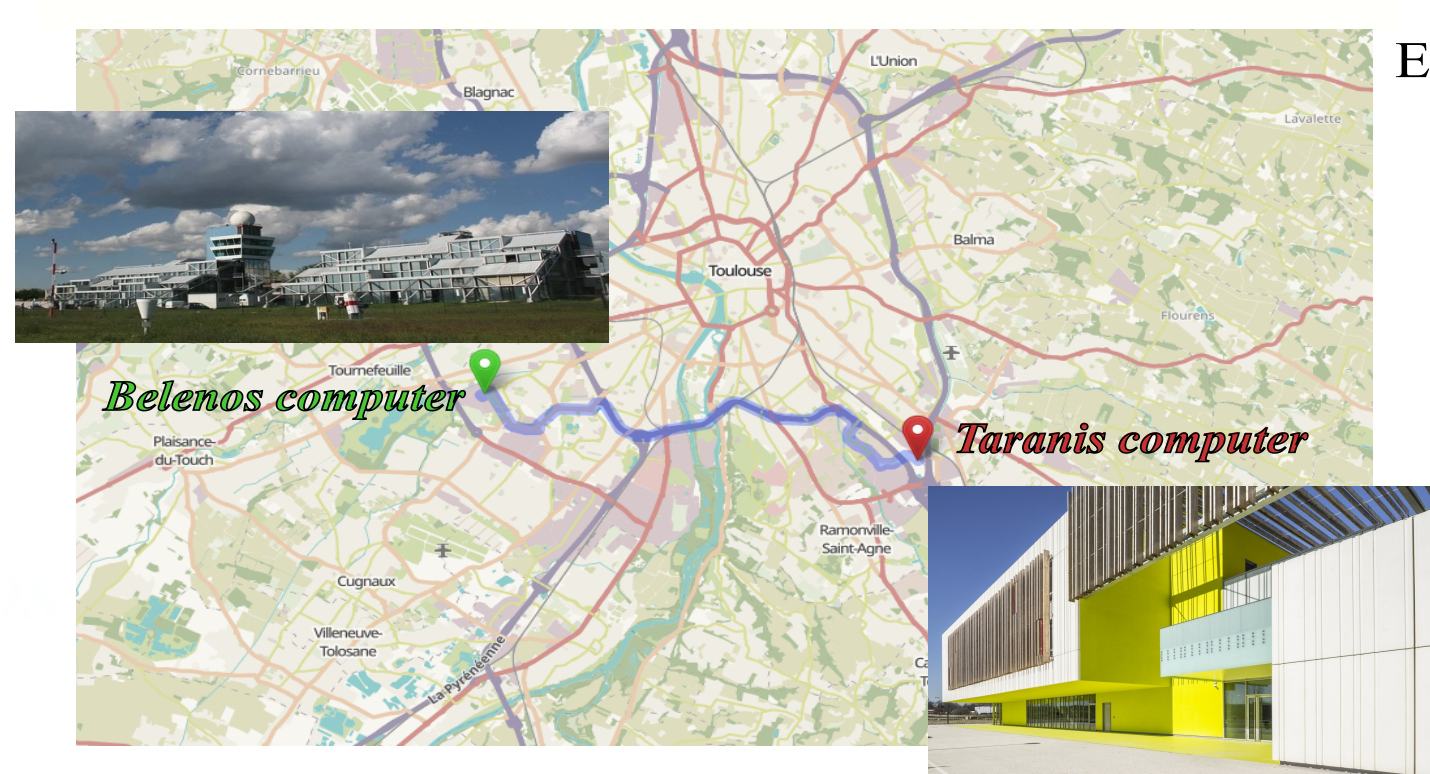 E
L'Union
Cornebarrieu
Blagnac
Lavalette
Balma
Toulouse
Flourens
Tournefeuille
Belenos computer
Taranis computer
Plaisance-
du-Touch
Ramonville-
Saint-Agne
Cugnaux
Villeneuve-
Tolosane
La Pyrénéenne